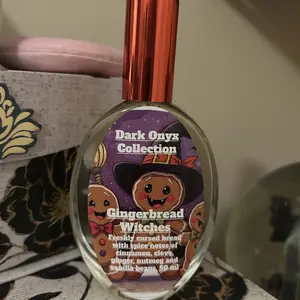 Dark Onyx
Collection
Gingerbread
Witches
Freshly cursed bread
with spice notes of
cinnamon, clove,
ginger, nutmeg and
vanilla beans, 50 ml